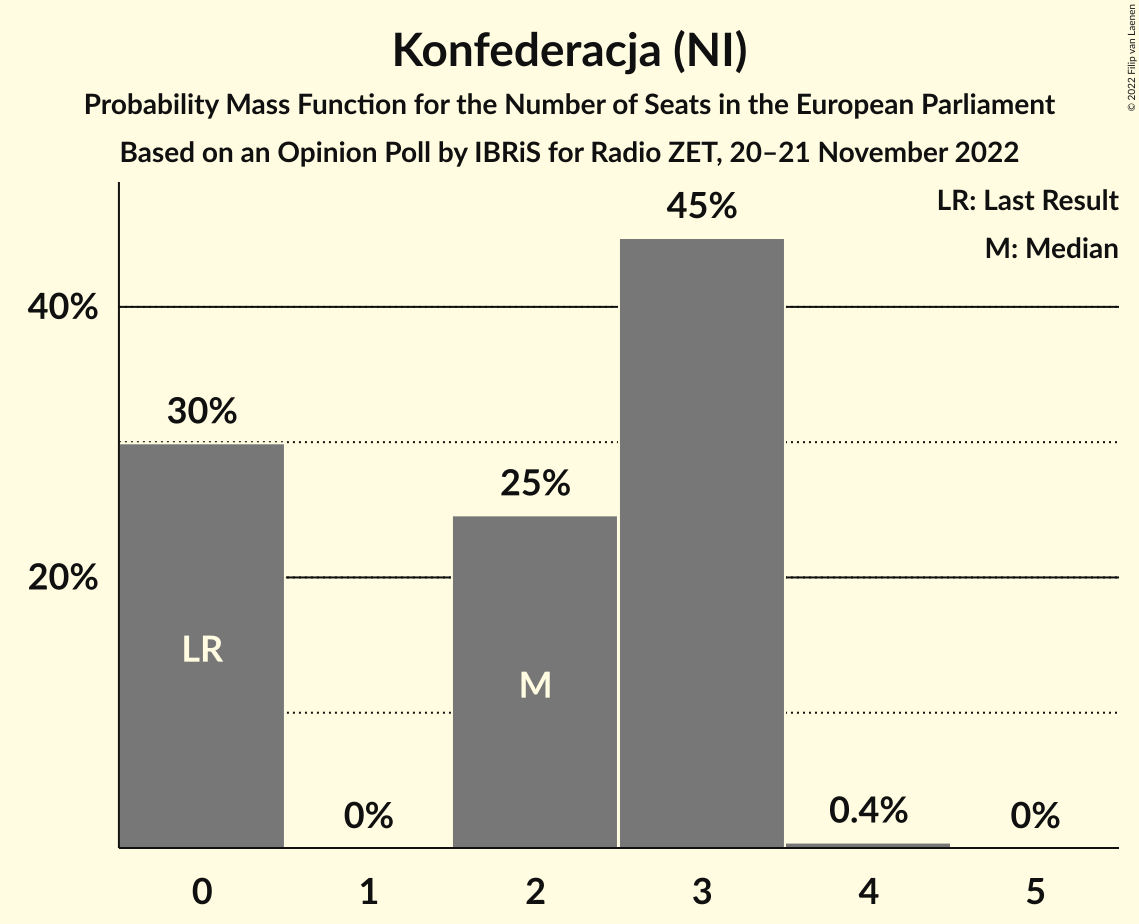 Konfederacja (NI)
Probability Mass Function for the Number of Seats in the European Parliament
Based on an Opinion Poll by IBRiS for Radio ZET, 20–21 November 2022
© 2022 Filip van Laenen
LR: Last Result
M: Median
45%
40%
30%
25%
20%
LR
M
0%
0.4%
0%
0 1 2 3 4 5